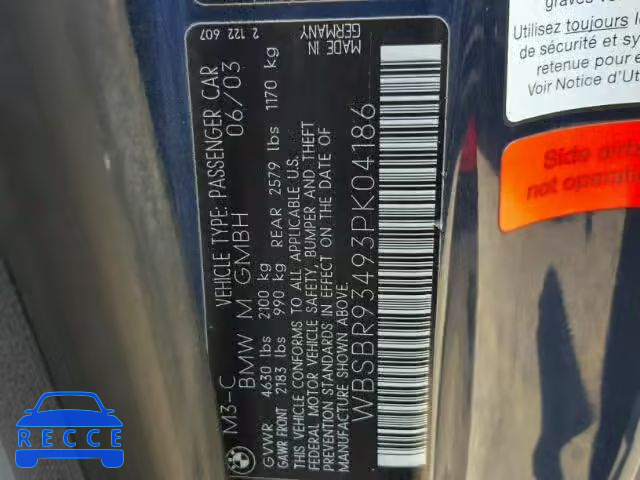 M3-C VEHICLE TYPE: PASSENGER CAR 2 122 607
BMW M GMBH 06/03
GVWR 4630 lbs 2100 kg MADE IN
GAWR FRONT 2183 lbs 990 kg REAR 2579 lbs 1170 kg GERMANY
THIS VEHICLE CONFORMS TO ALL APPLICABLE U.S.
FEDERAL MOTOR VEHICLE SAFETY, BUMPER AND THEFT
PREVENTION STANDARDS IN EFFECT ON THE DATE OF
MANUFACTURE SHOWN ABOVE.
WBSBR93493PK04186
graves
Utilisez toujours
de sécurité et sy
retenue pour e
Voir Notice d'Ut
Side airb
not operat
RECCE